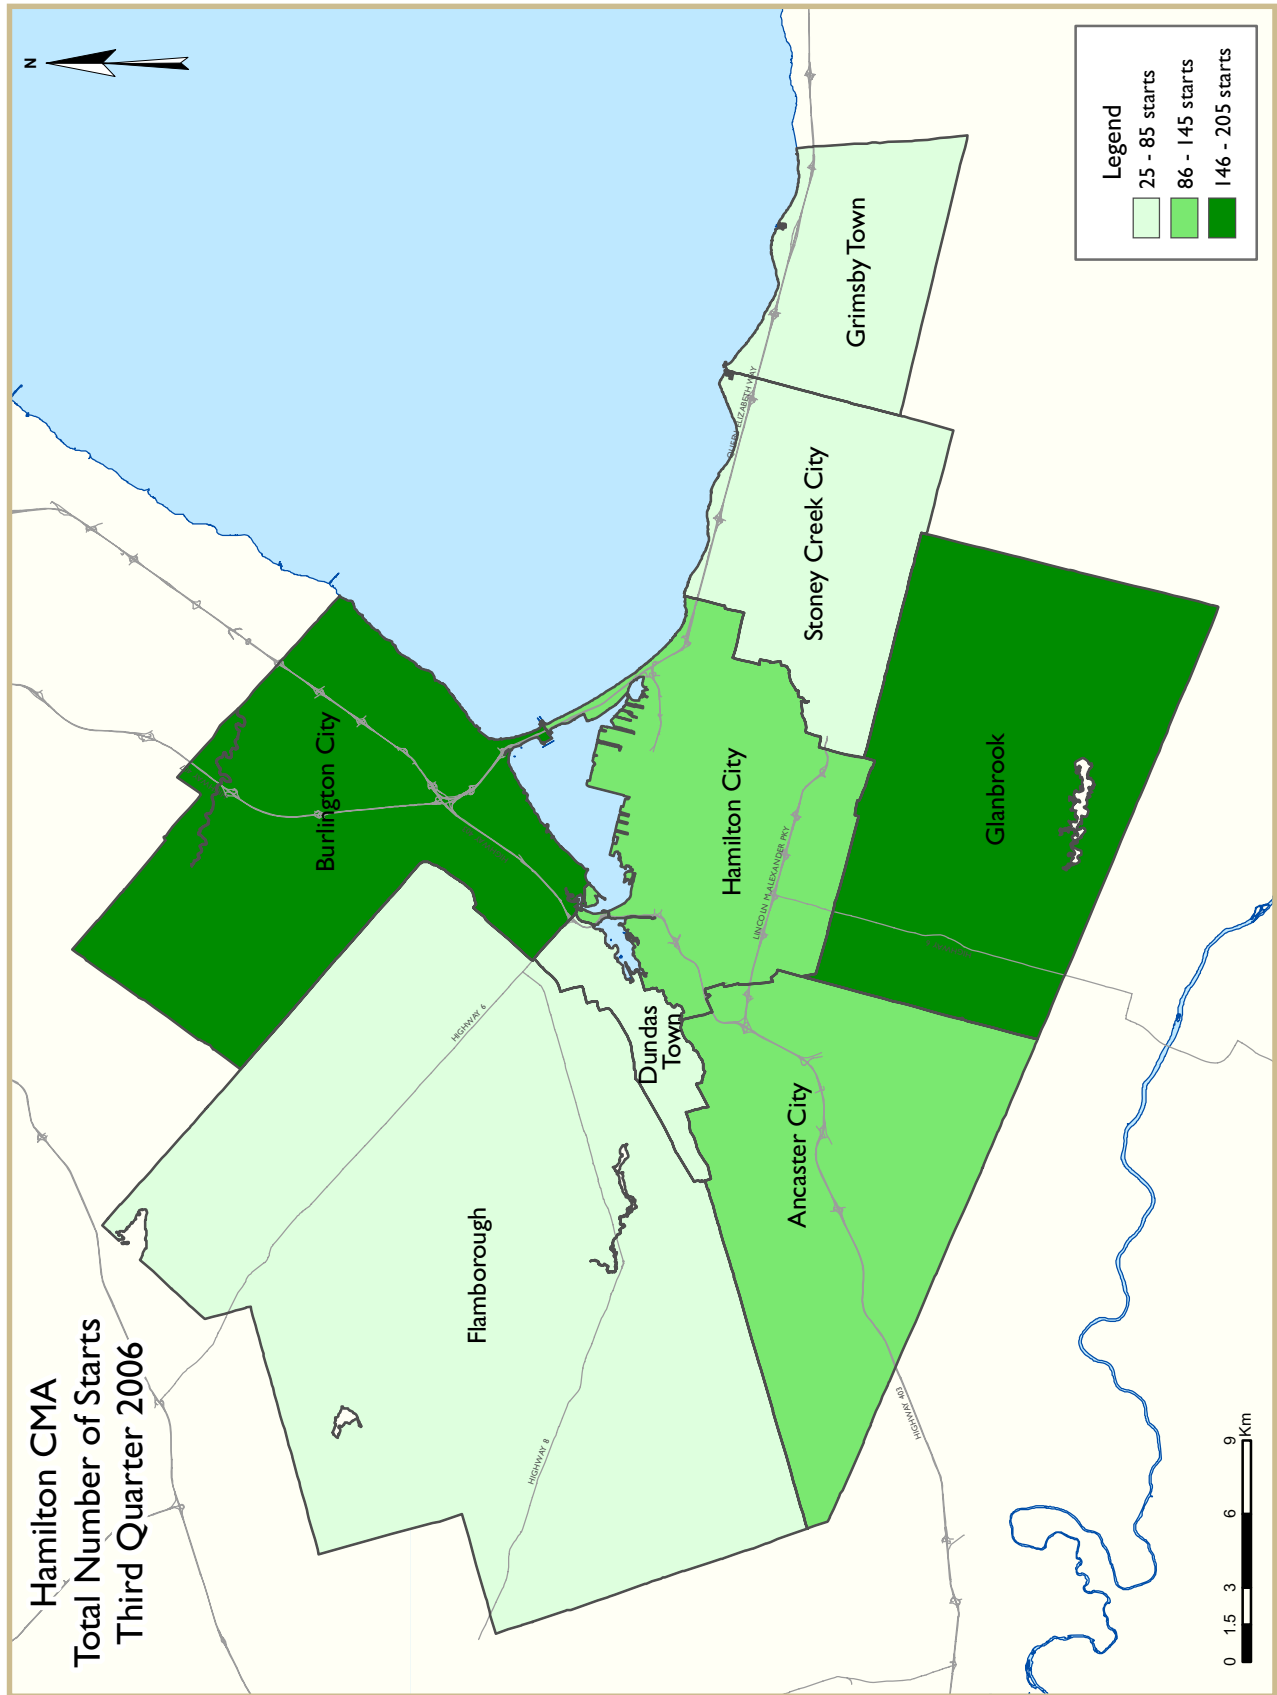 Hamilton CMA
Total Number of Starts
Third Quarter 2006
N
Burlington City
HIGHWAY 6
Flamborough
HIGHWAY 8
Dundas
Town
Hamilton City
LINCOLN M.ALEXANDER PKY
QUEEN ELIZABETH WAY
Stoney Creek City
Grimsby Town
Ancaster City
HIGHWAY 403
Glanbrook
Legend
25 - 85 starts
86 - 145 starts
146 - 205 starts
0 1.5 3 6 9
Km